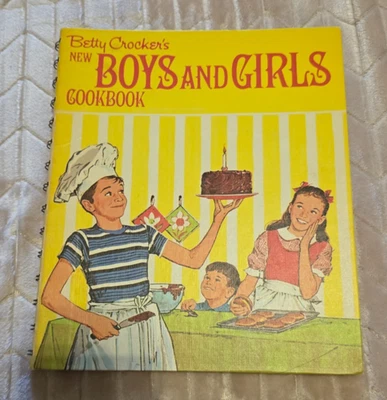 Betty Crocker's
NEW BOYS AND GIRLS
COOKBOOK